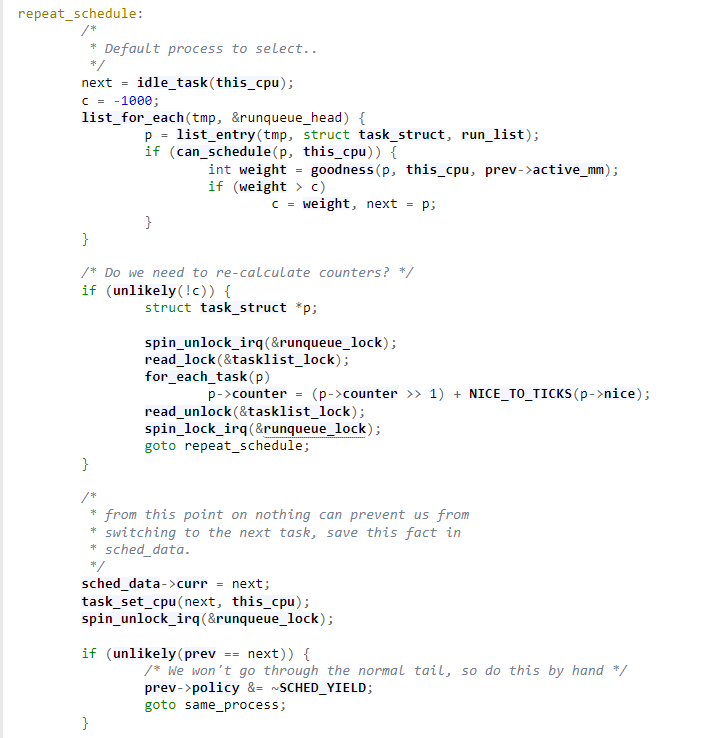 repeat_schedule:
        /*
         * Default process to select..
         */
        next = idle_task(this_cpu);
        c = -1000;
        list_for_each(tmp, &runqueue_head) {
                p = list_entry(tmp, struct task_struct, run_list);
                if (can_schedule(p, this_cpu)) {
                        int weight = goodness(p, this_cpu, prev->active_mm);
                        if (weight > c)
                                c = weight, next = p;
                }
        }

        /* Do we need to re-calculate counters? */
        if (unlikely(!c)) {
                struct task_struct *p;

                spin_unlock_irq(&runqueue_lock);
                read_lock(&tasklist_lock);
                for_each_task(p)
                        p->counter = (p->counter >> 1) + NICE_TO_TICKS(p->nice);
                read_unlock(&tasklist_lock);
                spin_lock_irq(&runqueue_lock);
                goto repeat_schedule;
        }

        /*
         * from this point on nothing can prevent us from
         * switching to the next task, save this fact in
         * sched_data.
         */
        sched_data->curr = next;
        task_set_cpu(next, this_cpu);
        spin_unlock_irq(&runqueue_lock);

        if (unlikely(prev == next)) {
                /* We won't go through the normal tail, so do this by hand */
                prev->policy &= ~SCHED_YIELD;
                goto same_process;
        }